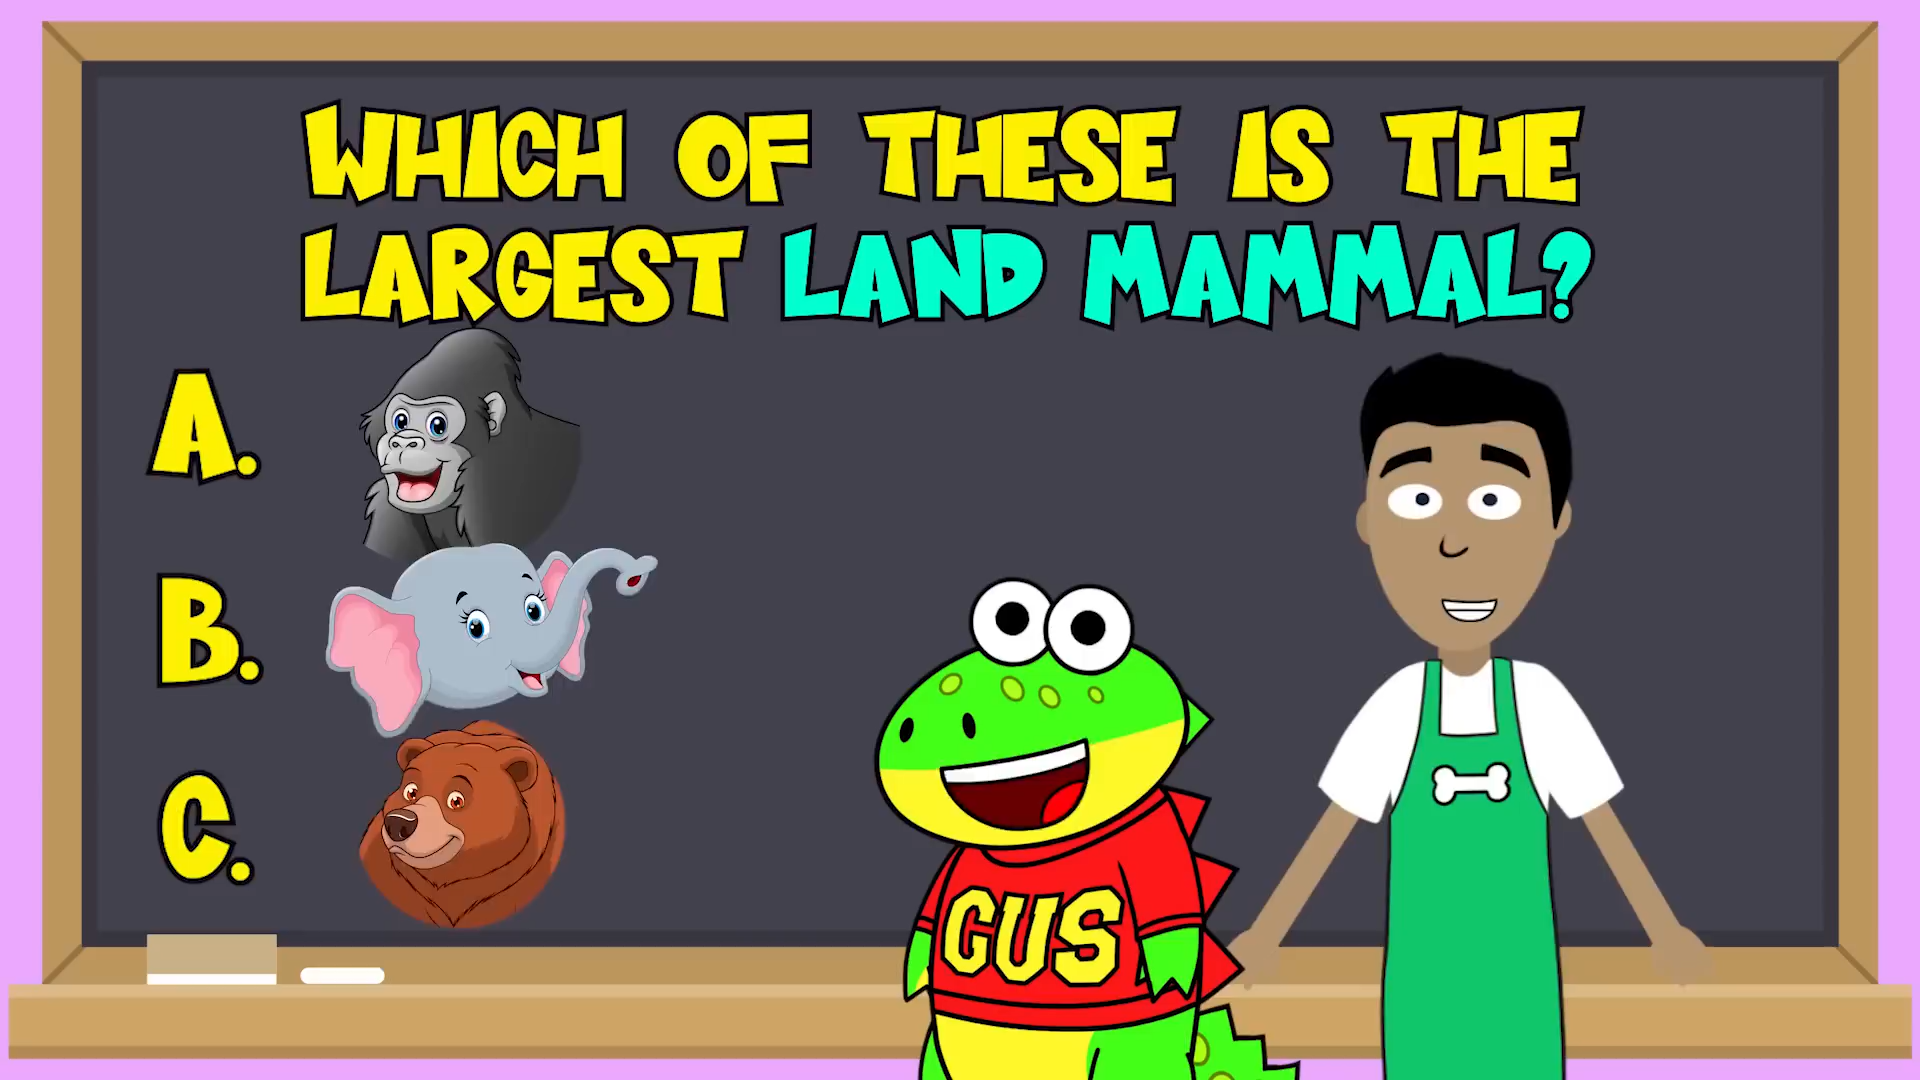 WHICH OF THESE IS THE
LARGEST LAND MAMMAL?
A.
B.
C.
GUS